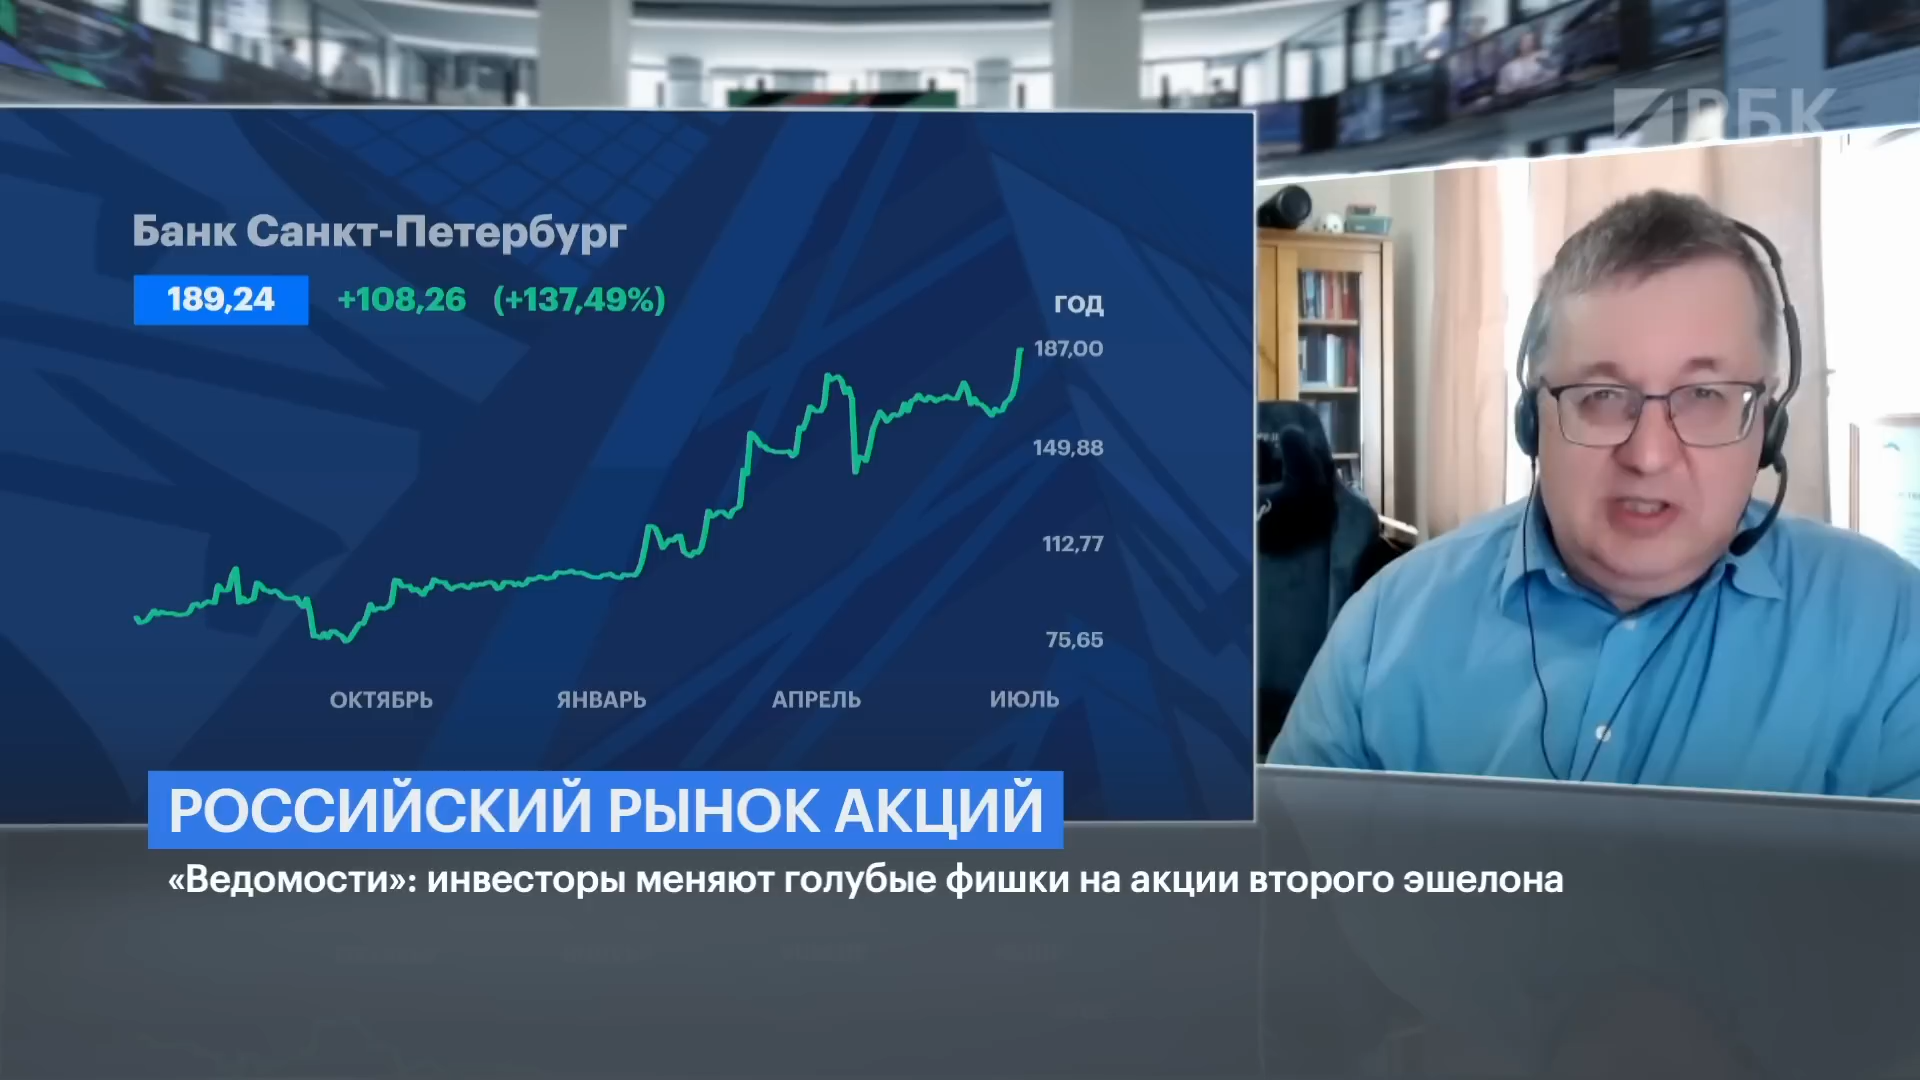 РБК
Банк Санкт-Петербург
189,24 +108,26 (+137,49%)
ГОД
187,00
149,88
112,77
75,65
ОКТЯБРЬ ЯНВАРЬ АПРЕЛЬ ИЮЛЬ
РОССИЙСКИЙ РЫНОК АКЦИЙ
«Ведомости»: инвесторы меняют голубые фишки на акции второго эшелона